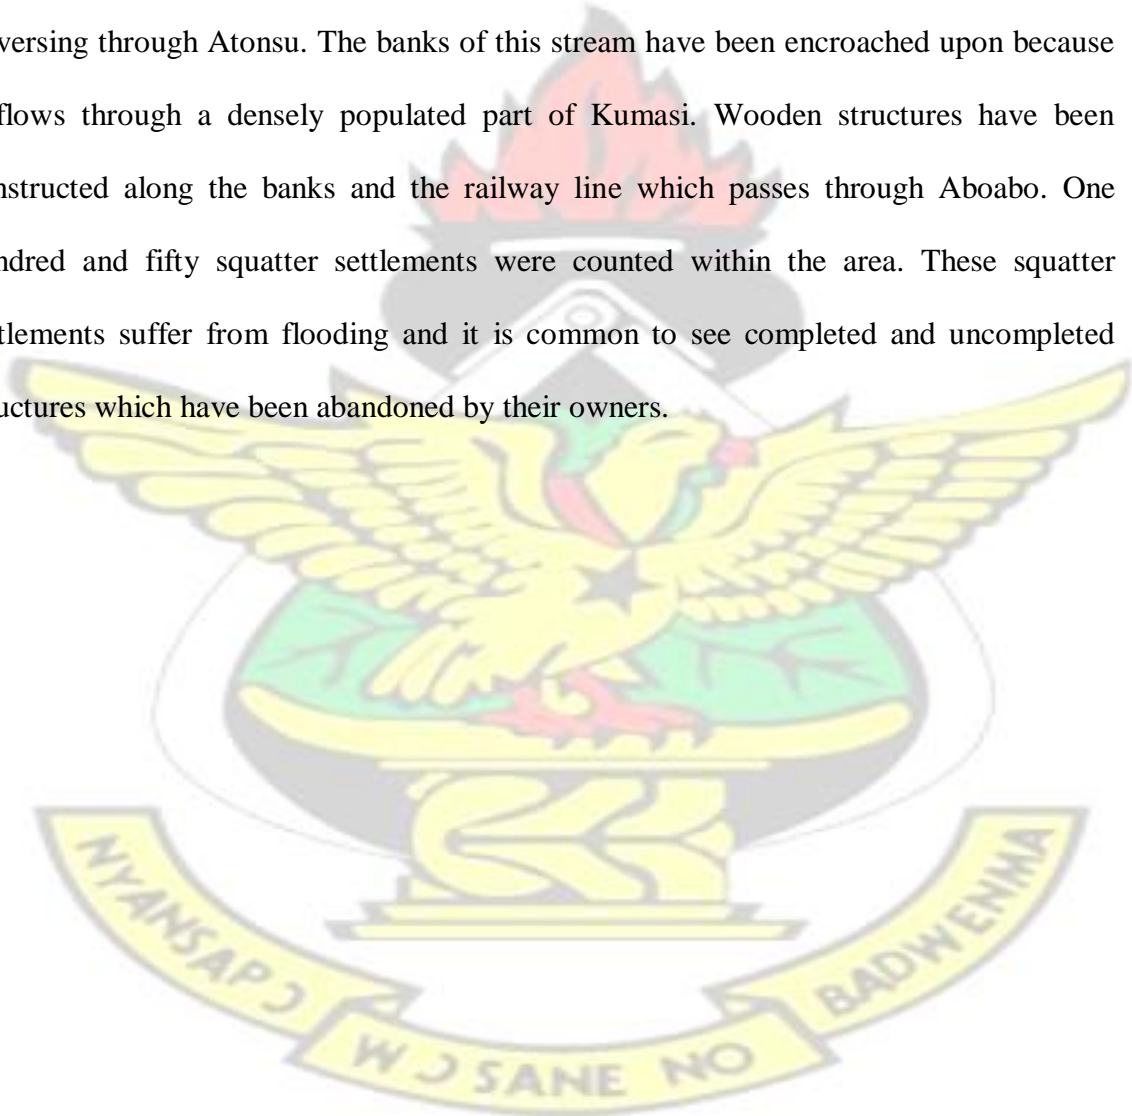 versing through Atonsu. The banks of this stream have been encroached upon because
flows through a densely populated part of Kumasi. Wooden structures have been
nstructed along the banks and the railway line which passes through Aboabo. One
ndred and fifty squatter settlements were counted within the area. These squatter
tlements suffer from flooding and it is common to see completed and uncompleted
uctures which have been abandoned by their owners.
NYANSAPƆ
WƆSANE NO
BADWENMA